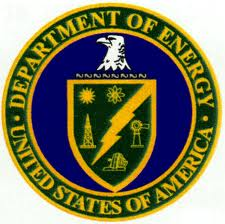 DEPARTMENT OF ENERGY
UNITED STATES OF AMERICA